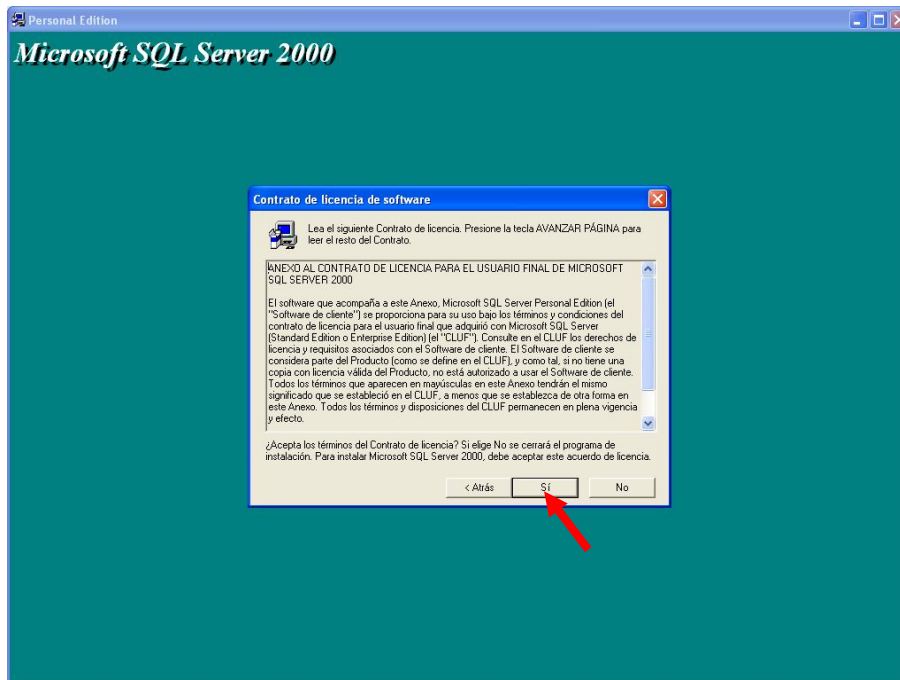 Personal Edition
Microsoft SQL Server 2000
Contrato de licencia de software
Lea el siguiente Contrato de licencia. Presione la tecla AVANZAR PÁGINA para
leer el resto del Contrato.
ANEXO AL CONTRATO DE LICENCIA PARA EL USUARIO FINAL DE MICROSOFT
SQL SERVER 2000
El software que acompaña a este Anexo, Microsoft SQL Server Personal Edition (el
"Software de cliente") se proporciona para su uso bajo los términos y condiciones del
contrato de licencia para el usuario final que adquirió con Microsoft SQL Server
(Standard Edition o Enterprise Edition) (el "CLUF"). Consulte en el CLUF los derechos de
licencia y requisitos asociados con el Software de cliente. El Software de cliente se
considera parte del Producto (como se define en el CLUF), y como tal, si no tiene una
copia con licencia válida del Producto, no está autorizado a usar el Software de cliente.
Todos los términos que aparecen en mayúsculas en este Anexo tendrán el mismo
significado que se estableció en el CLUF, a menos que se establezca de otra forma en
este Anexo. Todos los términos y disposiciones del CLUF permanecen en plena vigencia
y efecto.
¿Acepta los términos del Contrato de licencia? Si elige No se cerrará el programa de
instalación. Para instalar Microsoft SQL Server 2000, debe aceptar este acuerdo de licencia.
< Atrás
Sí
No